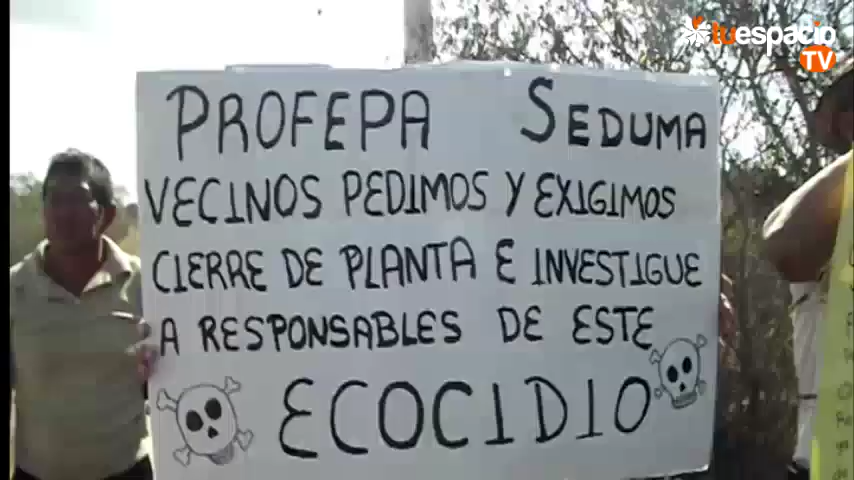 tuespacio
TV
PROFEPA SEDUMA
VECINOS PEDIMOS Y EXIGIMOS
CIERRE DE PLANTA E INVESTIGUE
A RESPONSABLES DE ESTE
ECOCIDIO